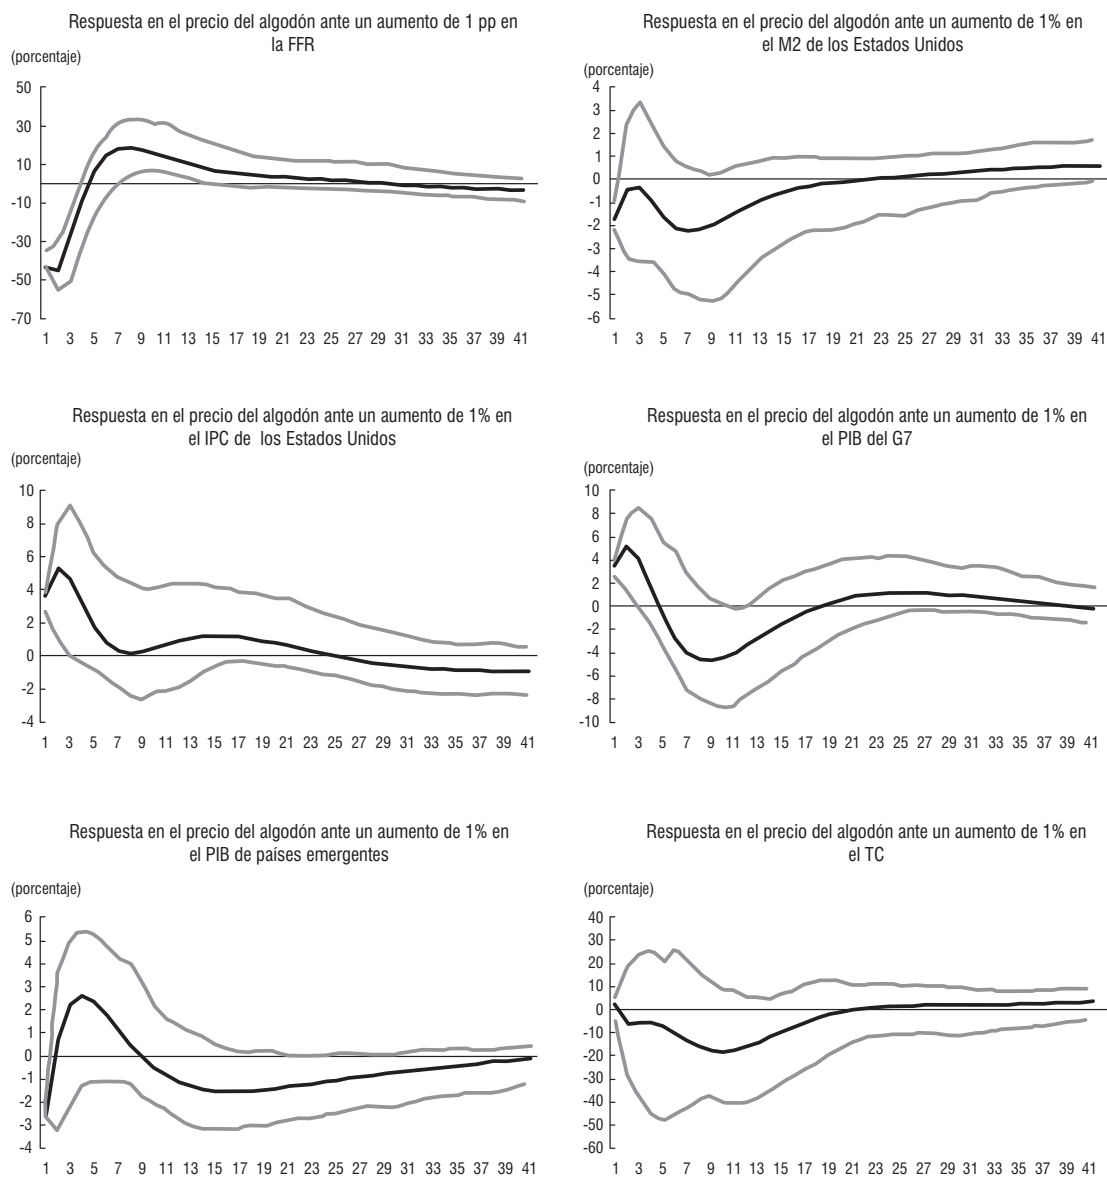 Respuesta en el precio del algodón ante un aumento de 1 pp en
la FFR
(porcentaje)
50
30
10
-10
-30
-50
-70
1 3 5 7 9 11 13 15 17 19 21 23 25 27 29 31 33 35 37 39 41
Respuesta en el precio del algodón ante un aumento de 1% en
el M2 de los Estados Unidos
(porcentaje)
4
3
2
1
0
-1
-2
-3
-4
-5
-6
1 3 5 7 9 11 13 15 17 19 21 23 25 27 29 31 33 35 37 39 41
Respuesta en el precio del algodón ante un aumento de 1% en
el IPC de los Estados Unidos
(porcentaje)
10
8
6
4
2
0
-2
-4
1 3 5 7 9 11 13 15 17 19 21 23 25 27 29 31 33 35 37 39 41
Respuesta en el precio del algodón ante un aumento de 1% en
el PIB del G7
(porcentaje)
10
8
6
4
2
0
-2
-4
-6
-8
-10
1 3 5 7 9 11 13 15 17 19 21 23 25 27 29 31 33 35 37 39 41
Respuesta en el precio del algodón ante un aumento de 1% en
el PIB de países emergentes
(porcentaje)
6
5
4
3
2
1
0
-1
-2
-3
-4
1 3 5 7 9 11 13 15 17 19 21 23 25 27 29 31 33 35 37 39 41
Respuesta en el precio del algodón ante un aumento de 1% en
el TC
(porcentaje)
40
30
20
10
0
-10
-20
-30
-40
-50
-60
1 3 5 7 9 11 13 15 17 19 21 23 25 27 29 31 33 35 37 39 41